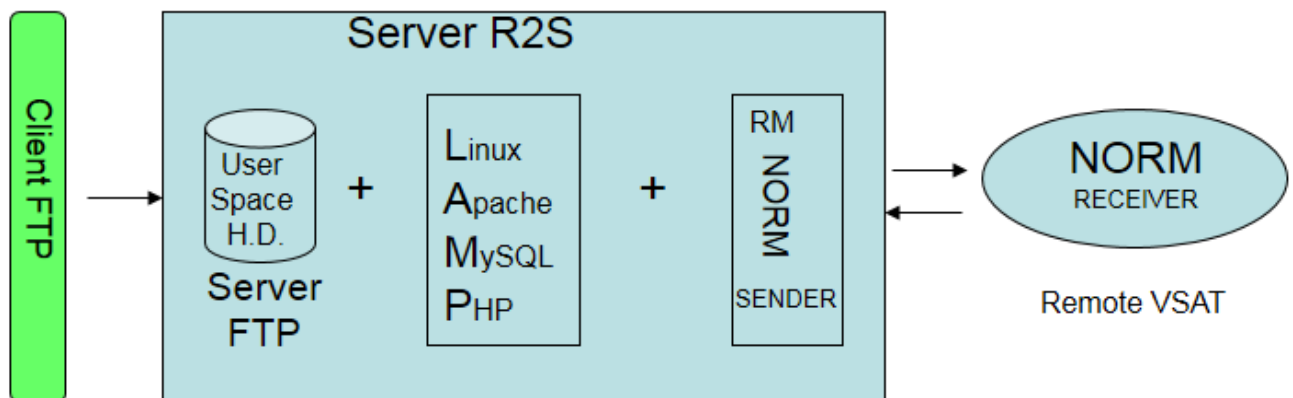 Client FTP
Server R2S
User
Space
H.D.
Server
FTP
+
Linux
Apache
MySQL
PHP
+
RM
NORM
SENDER
NORM
RECEIVER
Remote VSAT